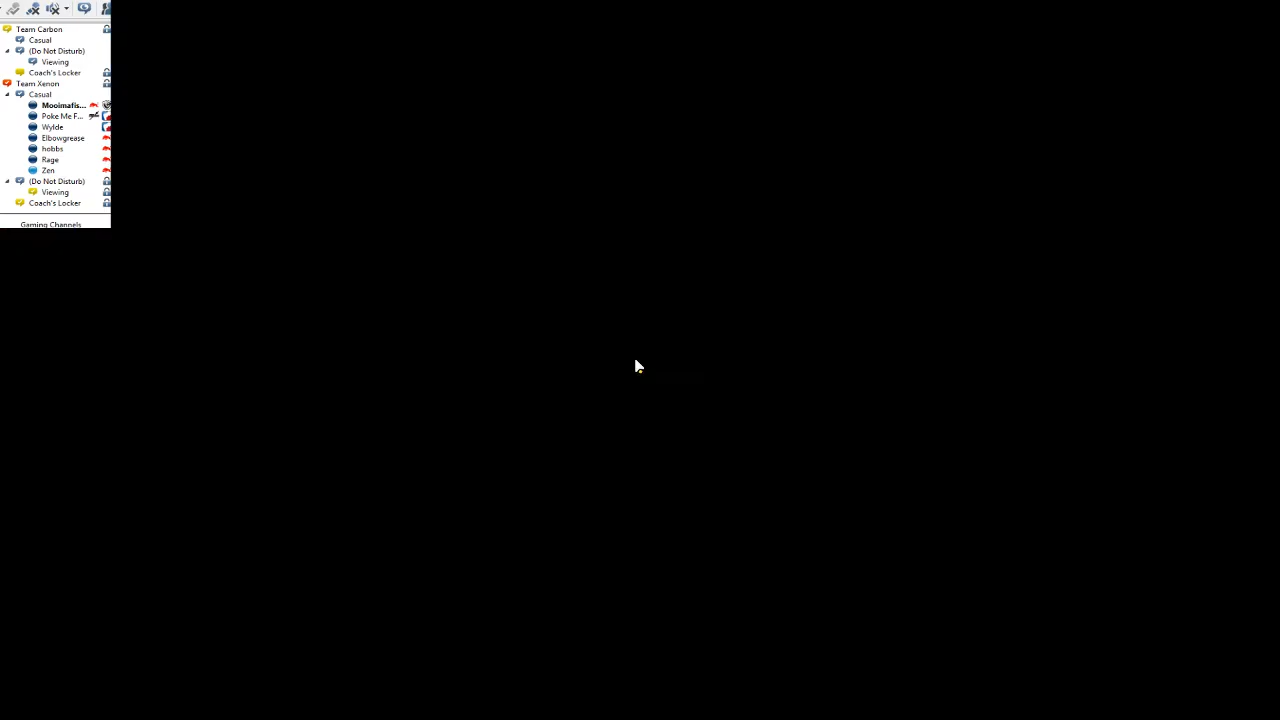 Team Carbon
Casual
(Do Not Disturb)
Viewing
Coach's Locker
Team Xenon
Casual
Mooimafis...
Poke Me F...
Wylde
Elbowgrease
hobbs
Rage
Zen
(Do Not Disturb)
Viewing
Coach's Locker
Gaming Channels